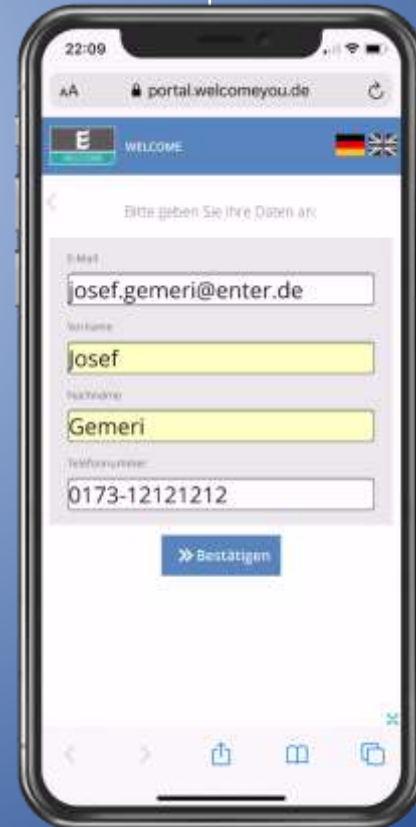 22:09
AA portal.welcomeyou.de
E
WELCOME
WELCOME
Bitte geben Sie Ihre Daten an:
E-Mail
josef.gemeri@enter.de
Vorname
Josef
Nachname
Gemeri
Telefonnummer
0173-12121212
» Bestätigen